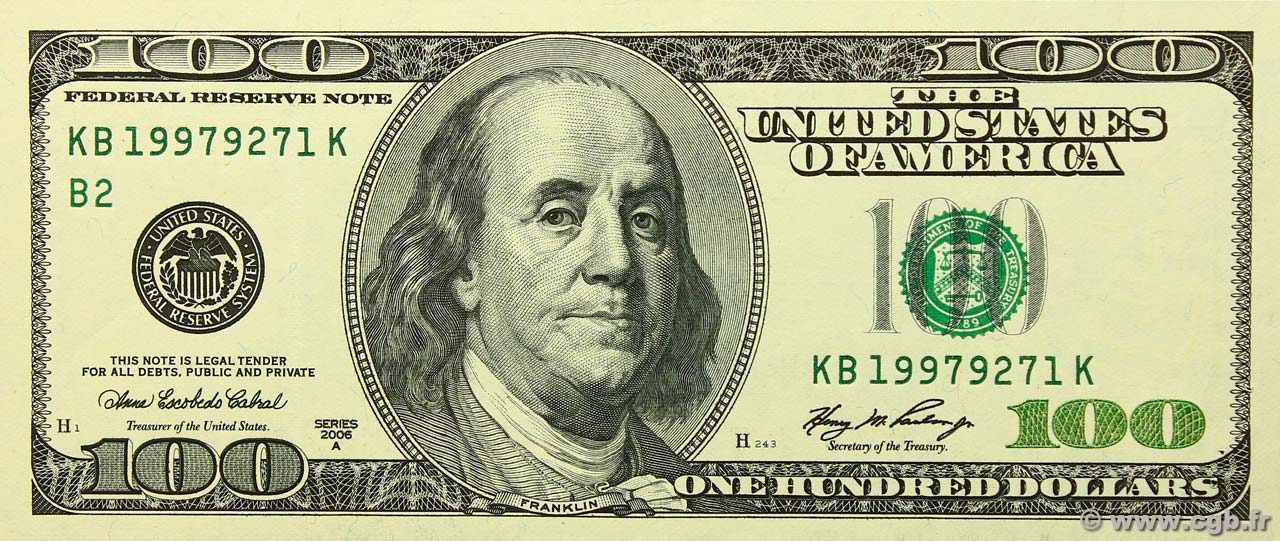 100
100
FEDERAL RESERVE NOTE
THE
UNITED STATES
OF AMERICA
KB 19979271 K
B2
UNITED STATES
FEDERAL RESERVE SYSTEM
100
THE TREASURY
1789
THIS NOTE IS LEGAL TENDER
FOR ALL DEBTS, PUBLIC AND PRIVATE
KB 19979271 K
Anna Escobedo Cabral
Treasurer of the United States.
H 1
SERIES
2006
A
H 243
Henry M. Paulson Jr
Secretary of the Treasury.
100
100
FRANKLIN
ONE HUNDRED DOLLARS
© www.cgb.fr